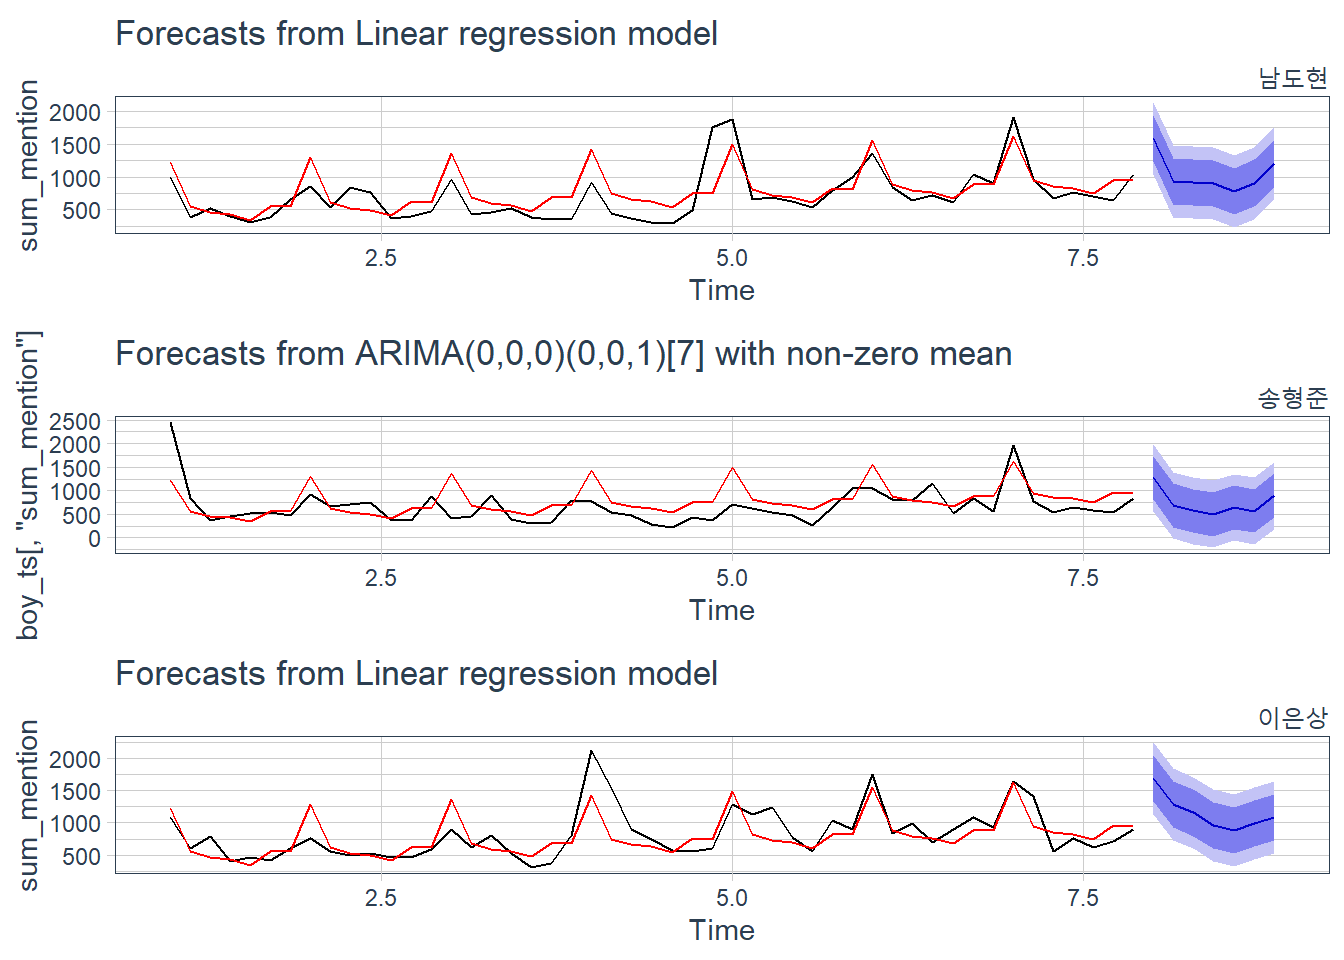 Forecasts from Linear regression model
남도현
sum_mention
2000
1500
1000
500
2.5 5.0 7.5
Time
Forecasts from ARIMA(0,0,0)(0,0,1)[7] with non-zero mean
송형준
boy_ts[, "sum_mention"]
2500
2000
1500
1000
500
0
2.5 5.0 7.5
Time
Forecasts from Linear regression model
이은상
sum_mention
2000
1500
1000
500
2.5 5.0 7.5
Time